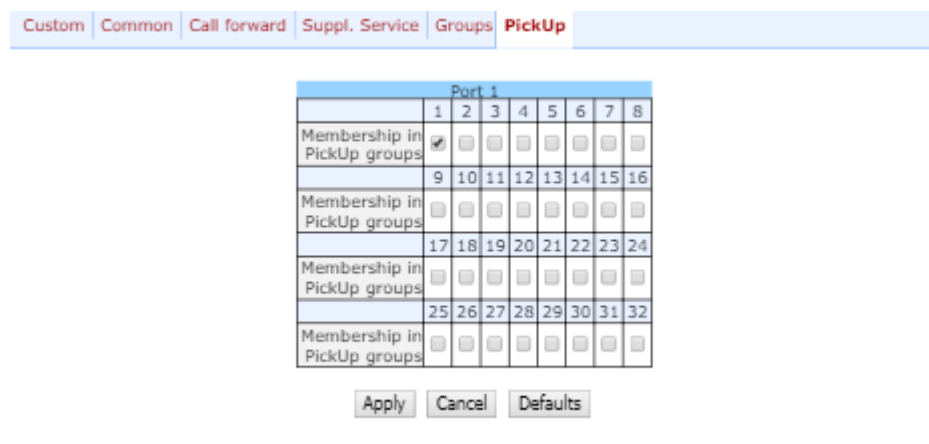 Custom Common Call forward Suppl. Service Groups PickUp
Port 1
1 2 3 4 5 6 7 8
Membership in
PickUp groups
9 10 11 12 13 14 15 16
Membership in
PickUp groups
17 18 19 20 21 22 23 24
Membership in
PickUp groups
25 26 27 28 29 30 31 32
Membership in
PickUp groups
Apply Cancel Defaults